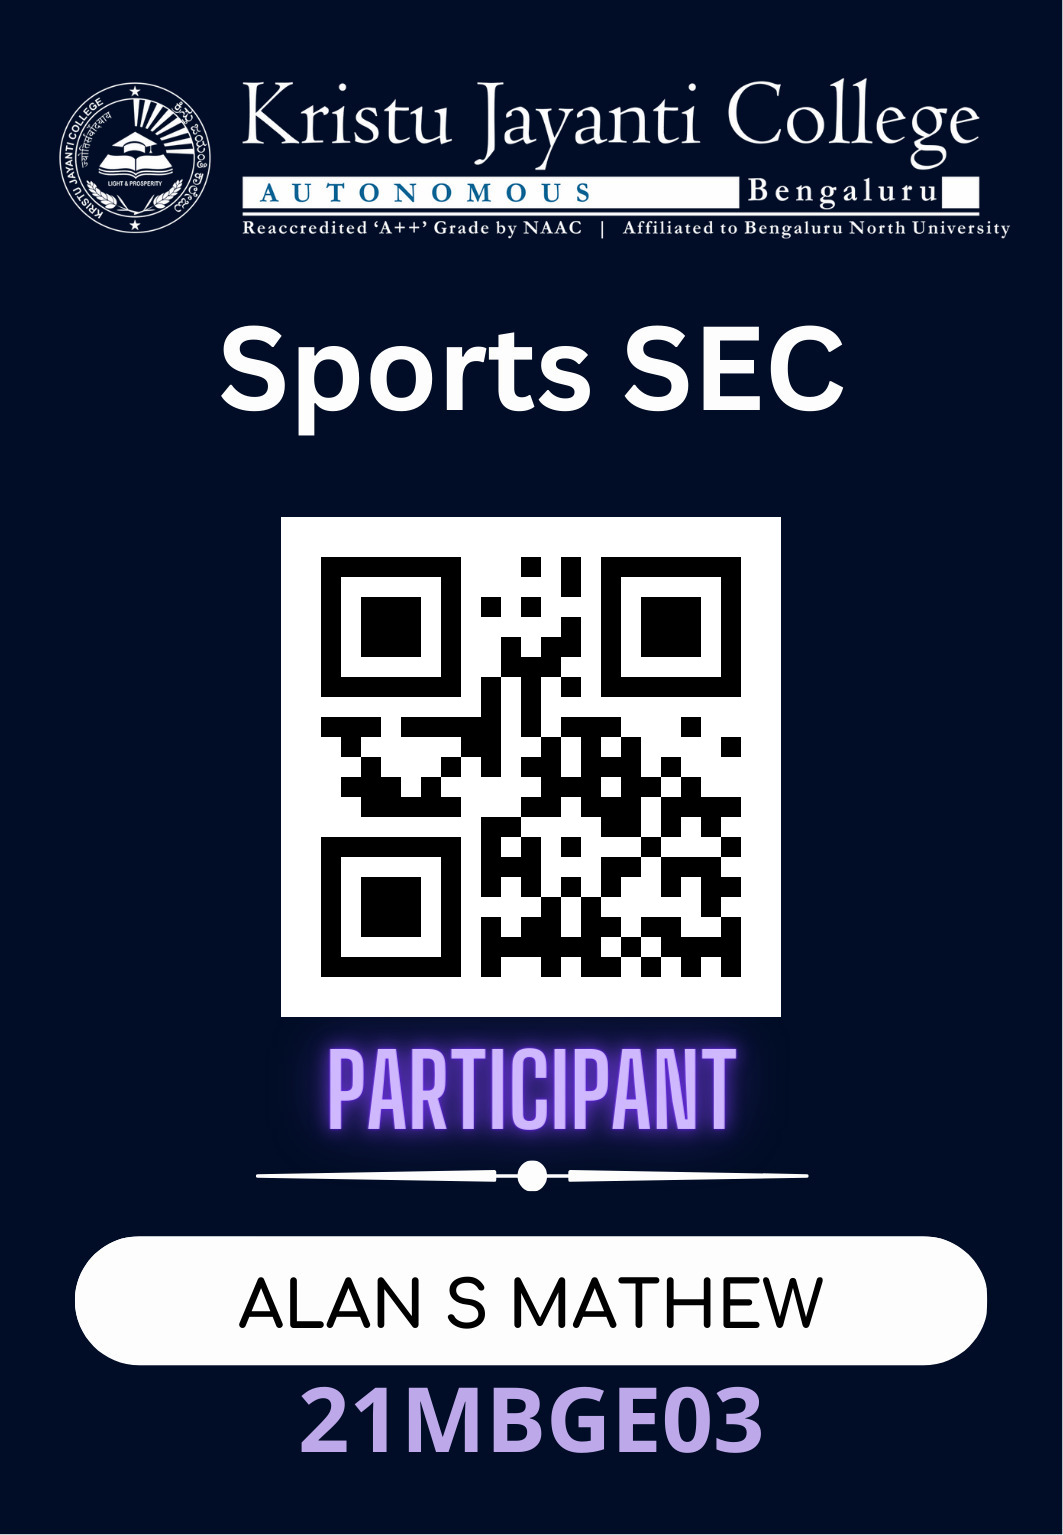 Kristu Jayanti College
AUTONOMOUS Bengaluru
Reaccredited ‘A++’ Grade by NAAC | Affiliated to Bengaluru North University
KRISTU JAYANTI COLLEGE
LIGHT & PROSPERITY
Sports SEC
PARTICIPANT
ALAN S MATHEW
21MBGE03